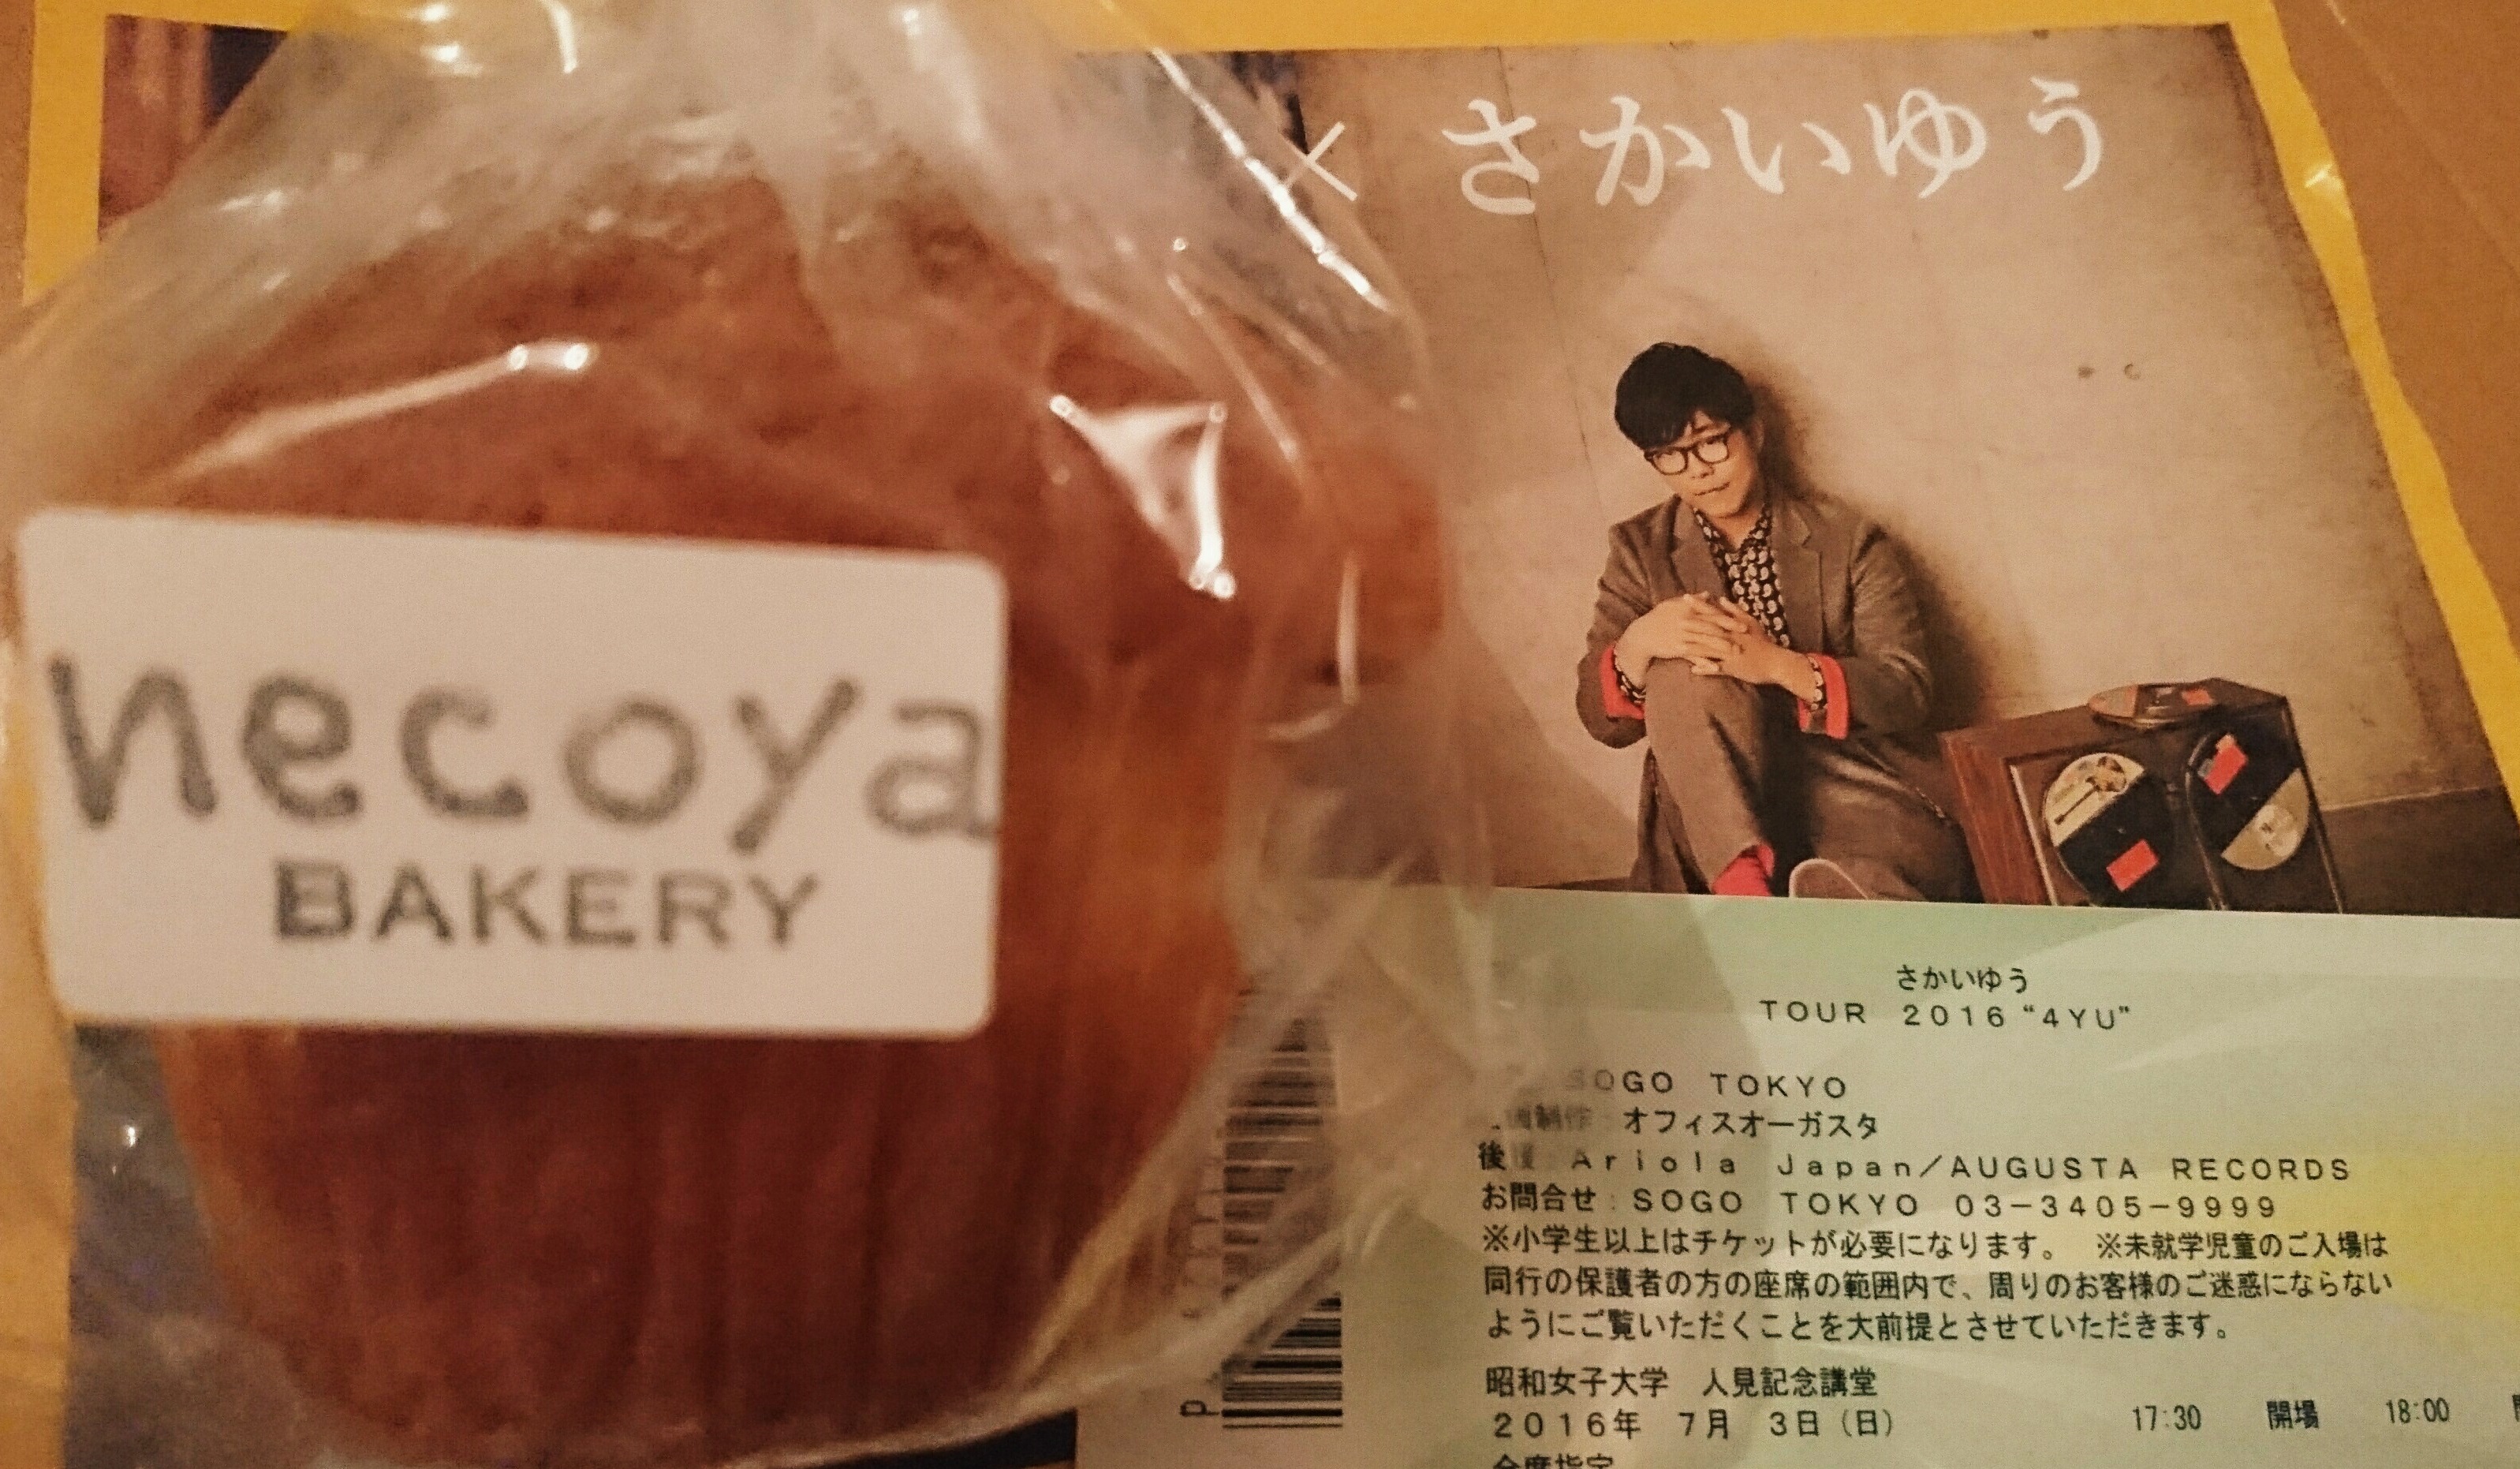 × さかいゆう
necoya
BAKERY
さかいゆう
TOUR 2016 “4YU”
SOGO TOKYO
制作：オフィスオーガスタ
後援：Ariola Japan／AUGUSTA RECORDS
お問合せ：SOGO TOKYO 03−3405−9999
※小学生以上はチケットが必要になります。 ※未就学児童のご入場は
同行の保護者の方の座席の範囲内で、周りのお客様のご迷惑にならない
ようにご覧いただくことを大前提とさせていただきます。
昭和女子大学 人見記念講堂
2016年 7月 3日（日） 17:30 開場 18:00
全席指定